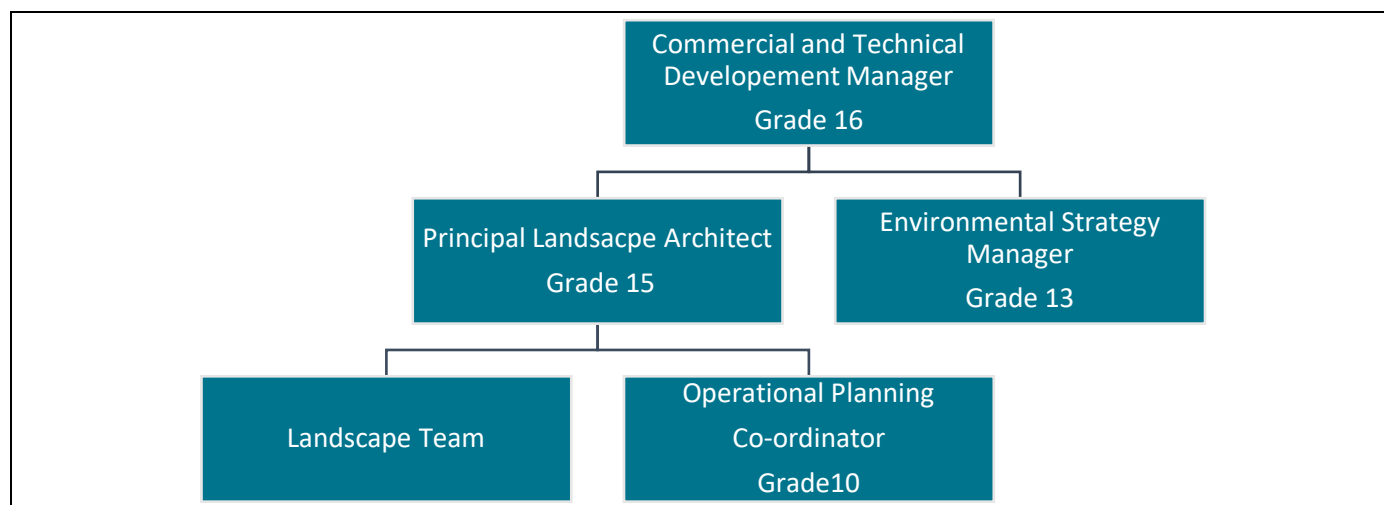 Commercial and Technical
Developement Manager
Grade 16
Principal Landsacpe Architect
Grade 15
Environmental Strategy
Manager
Grade 13
Landscape Team
Operational Planning
Co-ordinator
Grade10